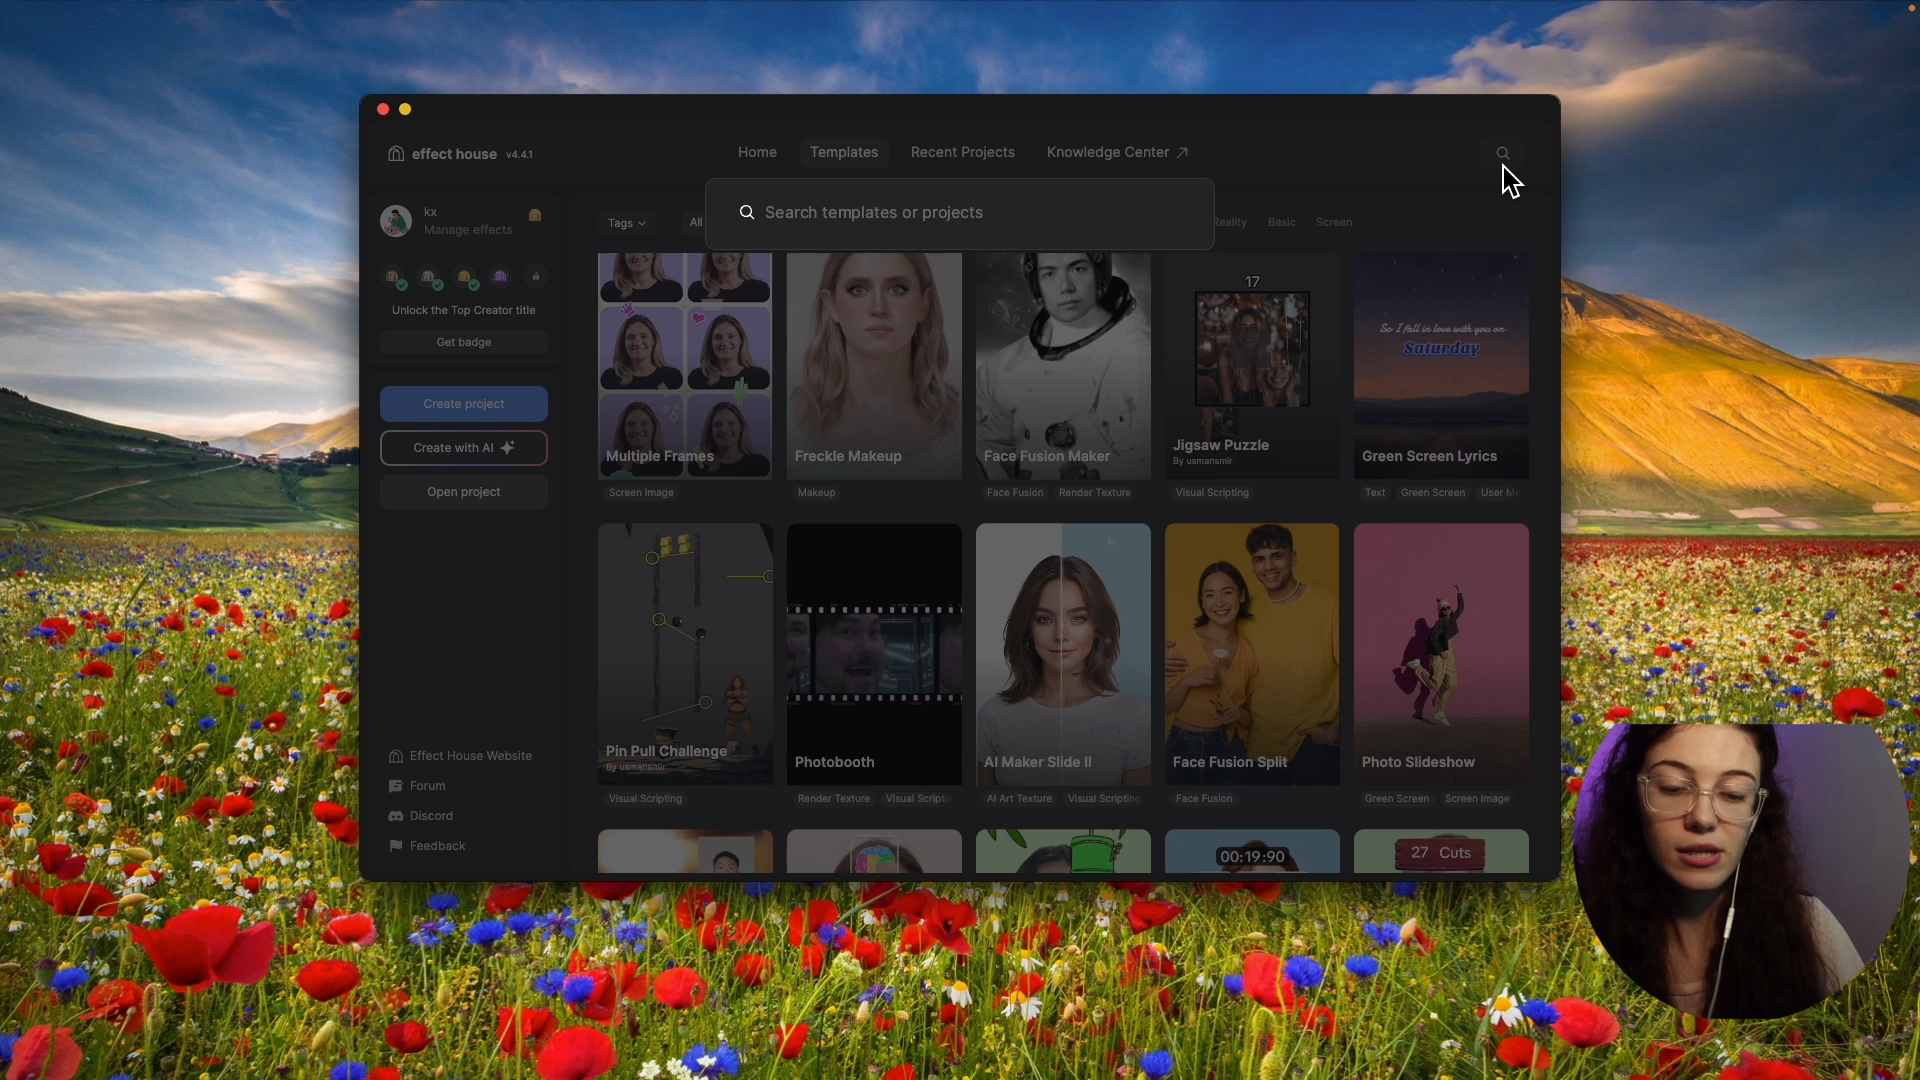 effect house v4.4.1
Home
Templates
Recent Projects
Knowledge Center
Search templates or projects
kx
Manage effects
Unlock the Top Creator title
Get badge
Create project
Create with AI
Open project
Effect House Website
Forum
Discord
Feedback
Tags
All
Reality
Basic
Screen
Multiple Frames
Screen Image
Freckle Makeup
Makeup
Face Fusion Maker
Face Fusion
Render Texture
17
Jigsaw Puzzle
By usmansmir
Visual Scripting
So I fall in love with you on
Saturday
Green Screen Lyrics
Text
Green Screen
User Me
Pin Pull Challenge
By usmansmir
Visual Scripting
Photobooth
Render Texture
Visual Scriptin
AI Maker Slide II
AI Art Texture
Visual Scripting
Face Fusion Split
Face Fusion
Photo Slideshow
Green Screen
Screen Image
00:19:90
27 Cuts